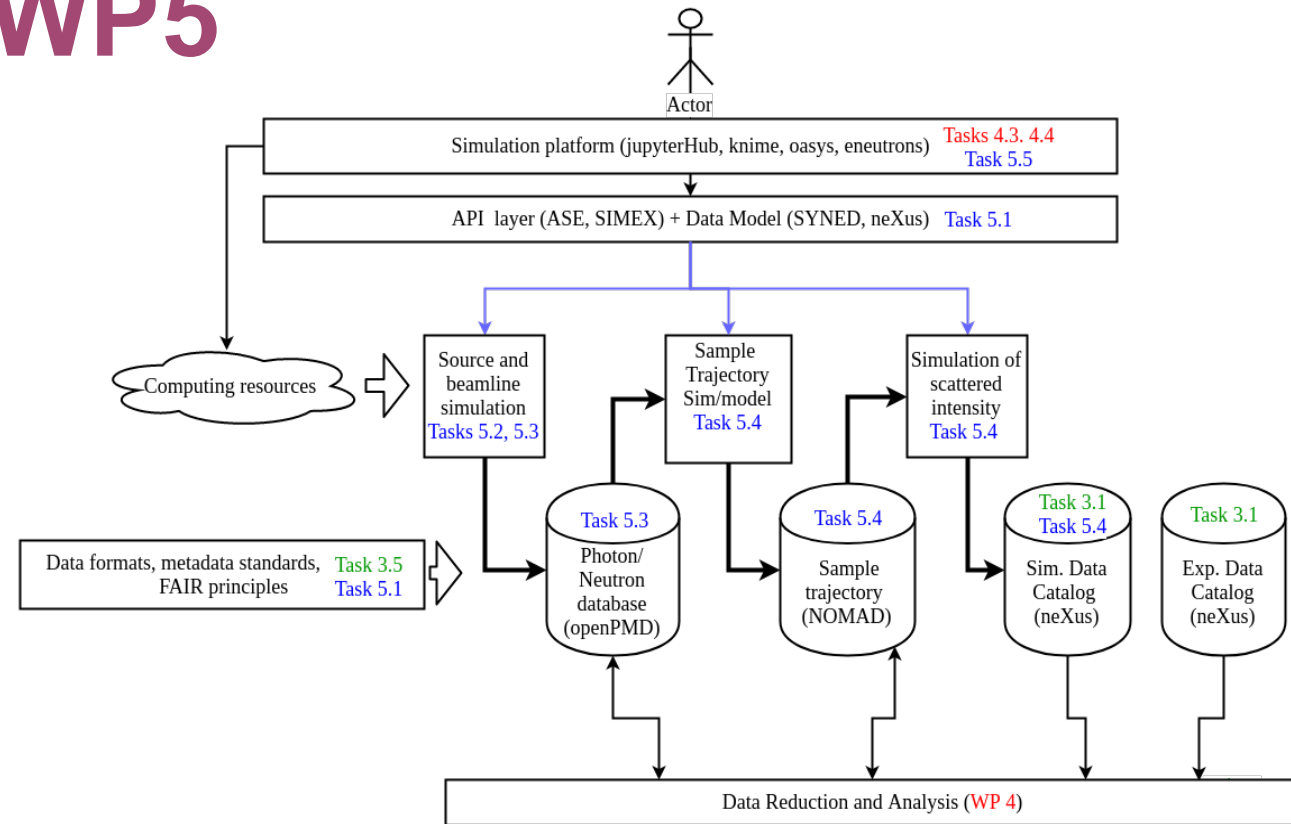 WP5
Actor
Simulation platform (jupyterHub, knime, oasys, eneutrons) Tasks 4.3. 4.4
Task 5.5
API layer (ASE, SIMEX) + Data Model (SYNED, neXus) Task 5.1
Computing resources
Source and
beamline
simulation
Tasks 5.2, 5.3
Sample
Trajectory
Sim/model
Task 5.4
Simulation of
scattered
intensity
Task 5.4
Data formats, metadata standards,
FAIR principles
Task 3.5
Task 5.1
Task 5.3
Photon/
Neutron
database
(openPMD)
Task 5.4
Sample
trajectory
(NOMAD)
Task 3.1
Task 5.4
Sim. Data
Catalog
(neXus)
Task 3.1
Exp. Data
Catalog
(neXus)
Data Reduction and Analysis (WP 4)